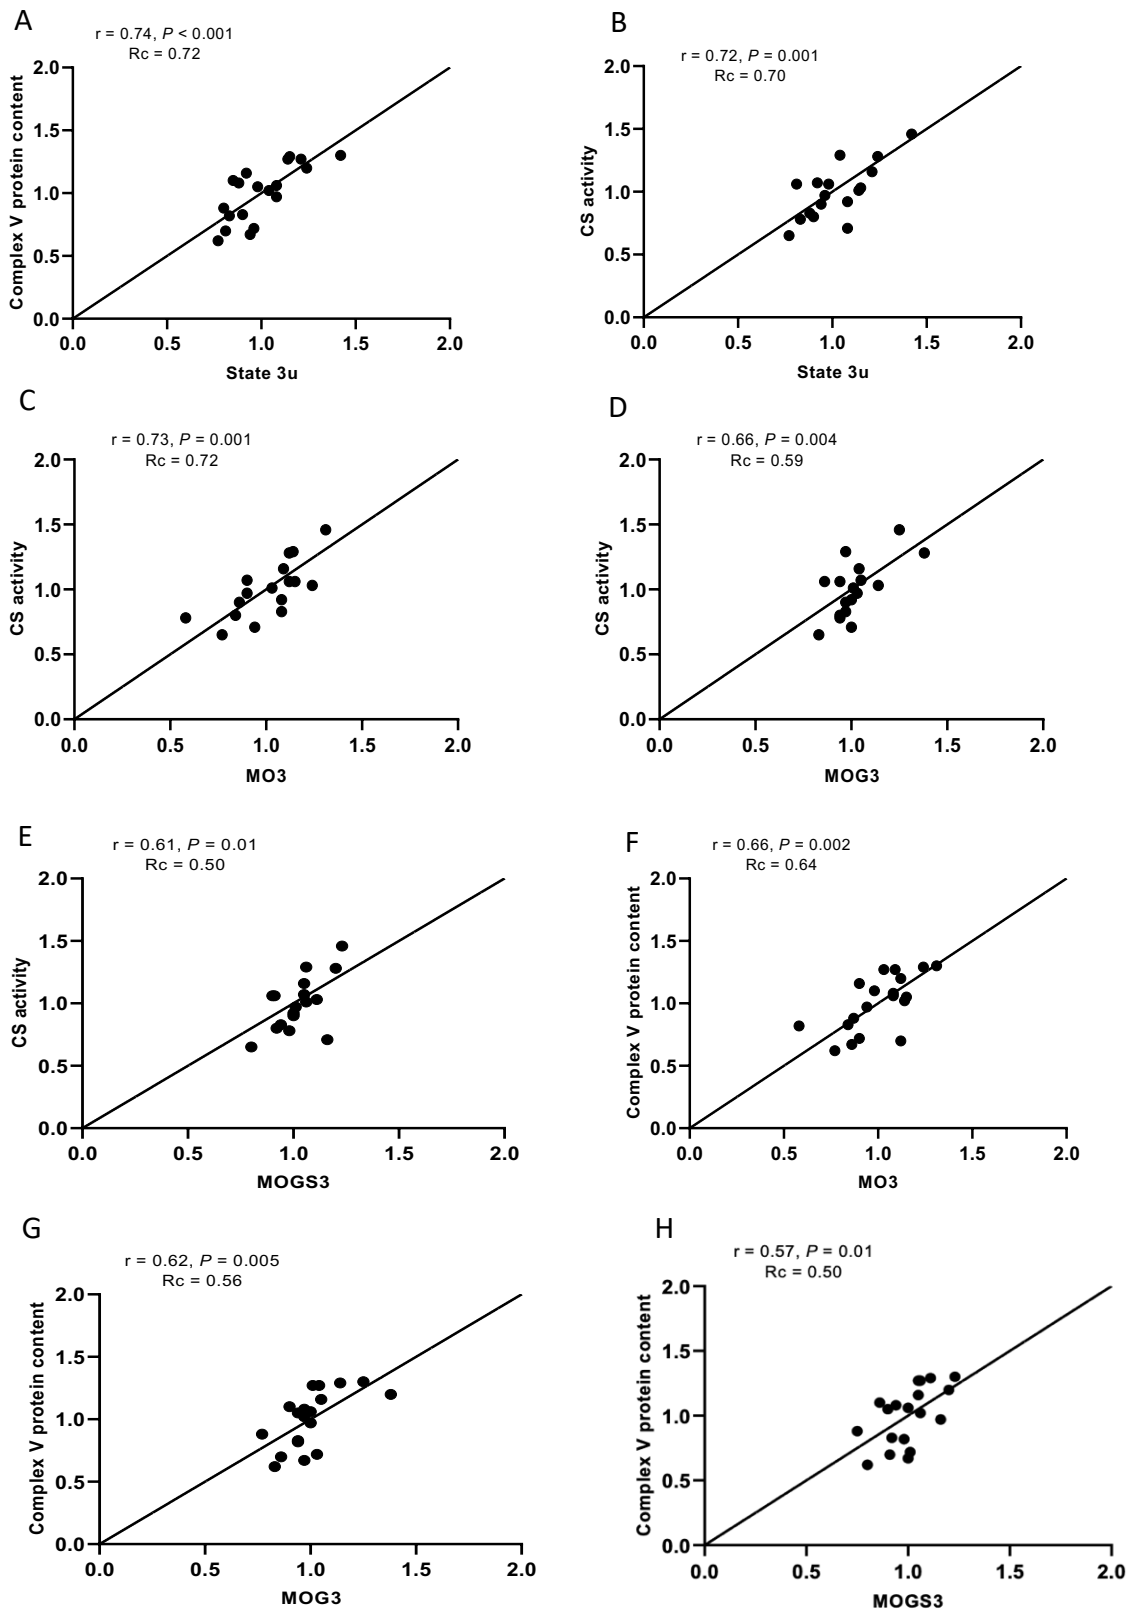 A
r = 0.74, P < 0.001
Rc = 0.72
Complex V protein content
2.0
1.5
1.0
0.5
0.0
0.0 0.5 1.0 1.5 2.0
State 3u
B
r = 0.72, P = 0.001
Rc = 0.70
CS activity
2.0
1.5
1.0
0.5
0.0
0.0 0.5 1.0 1.5 2.0
State 3u
C
r = 0.73, P = 0.001
Rc = 0.72
CS activity
2.0
1.5
1.0
0.5
0.0
0.0 0.5 1.0 1.5 2.0
MO3
D
r = 0.66, P = 0.004
Rc = 0.59
CS activity
2.0
1.5
1.0
0.5
0.0
0.0 0.5 1.0 1.5 2.0
MOG3
E
r = 0.61, P = 0.01
Rc = 0.50
CS activity
2.0
1.5
1.0
0.5
0.0
0.0 0.5 1.0 1.5 2.0
MOGS3
F
r = 0.66, P = 0.002
Rc = 0.64
Complex V protein content
2.0
1.5
1.0
0.5
0.0
0.0 0.5 1.0 1.5 2.0
MO3
G
r = 0.62, P = 0.005
Rc = 0.56
Complex V protein content
2.0
1.5
1.0
0.5
0.0
0.0 0.5 1.0 1.5 2.0
MOG3
H
r = 0.57, P = 0.01
Rc = 0.50
Complex V protein content
2.0
1.5
1.0
0.5
0.0
0.0 0.5 1.0 1.5 2.0
MOGS3